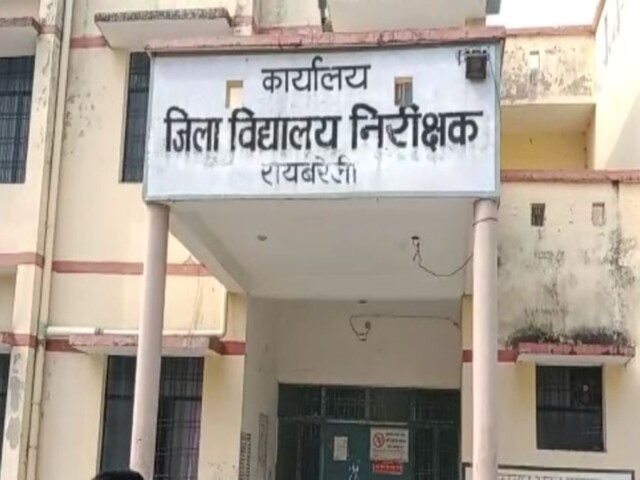 कार्यालय
जिला विद्यालय निरीक्षक
रायबरेली